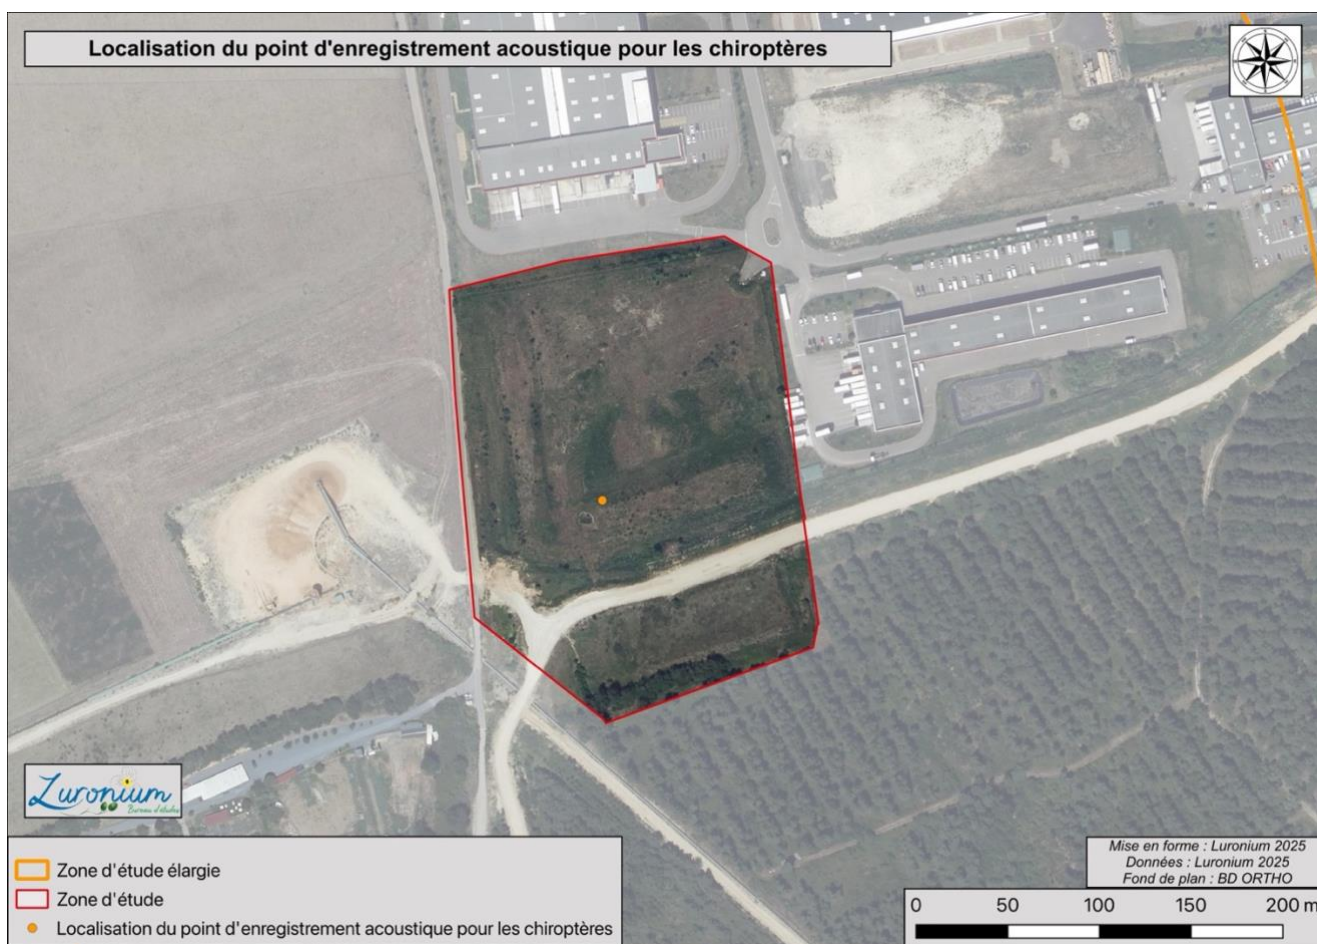 Localisation du point d'enregistrement acoustique pour les chiroptères
Luronium
Bureau d'études
Zone d'étude élargie
Zone d'étude
Localisation du point d'enregistrement acoustique pour les chiroptères
Mise en forme : Luronium 2025
Données : Luronium 2025
Fond de plan : BD ORTHO
0 50 100 150 200 m